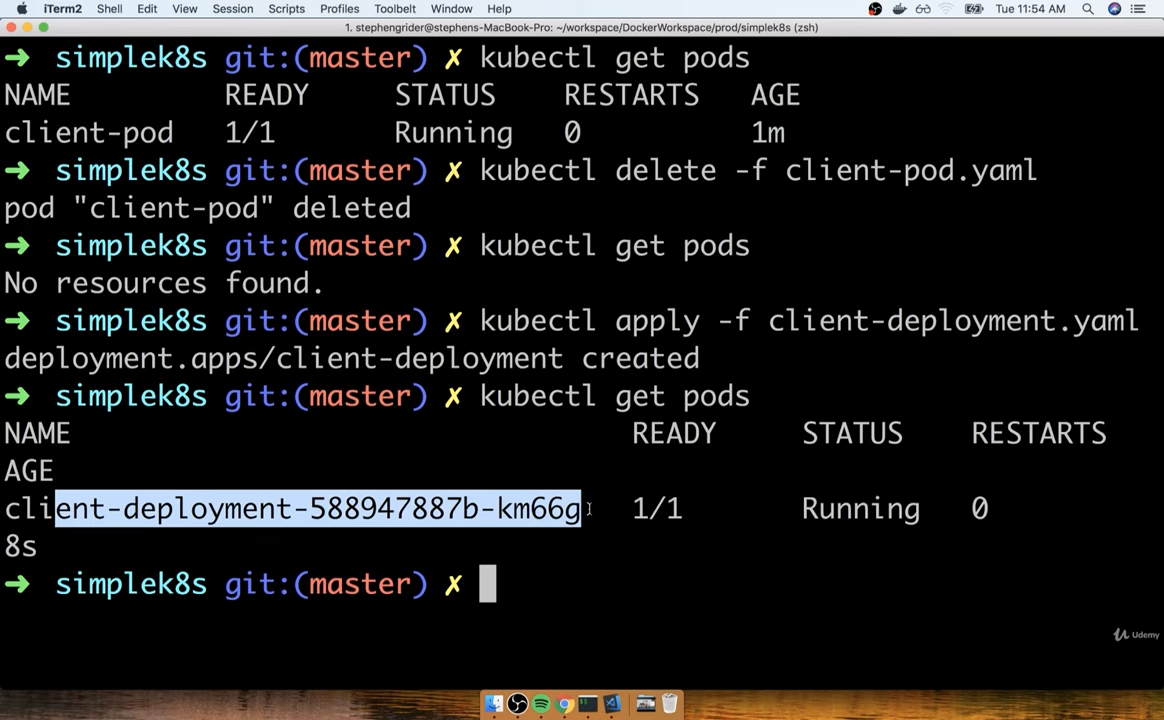 iTerm2 Shell Edit View Session Scripts Profiles Toolbelt Window Help Tue 11:54 AM
1. stephengrider@stephens-MacBook-Pro: ~/workspace/DockerWorkspace/prod/simplek8s (zsh)
➜ simplek8s git:(master) ✗ kubectl get pods
NAME READY STATUS RESTARTS AGE
client-pod 1/1 Running 0 1m
➜ simplek8s git:(master) ✗ kubectl delete -f client-pod.yaml
pod "client-pod" deleted
➜ simplek8s git:(master) ✗ kubectl get pods
No resources found.
➜ simplek8s git:(master) ✗ kubectl apply -f client-deployment.yaml
deployment.apps/client-deployment created
➜ simplek8s git:(master) ✗ kubectl get pods
NAME READY STATUS RESTARTS
AGE
client-deployment-588947887b-km66g 1/1 Running 0
8s
➜ simplek8s git:(master) ✗
Udemy